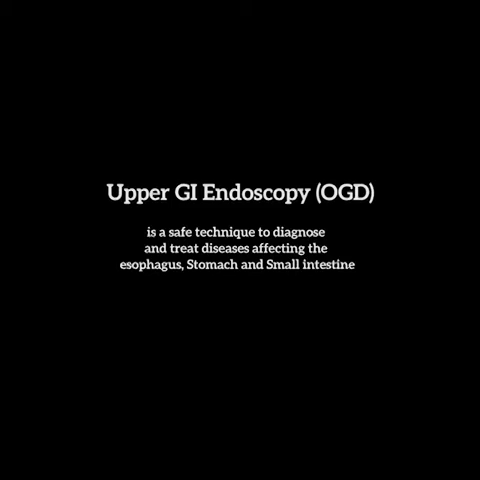 Upper GI Endoscopy (OGD)
is a safe technique to diagnose
and treat diseases affecting the
esophagus, Stomach and Small intestine